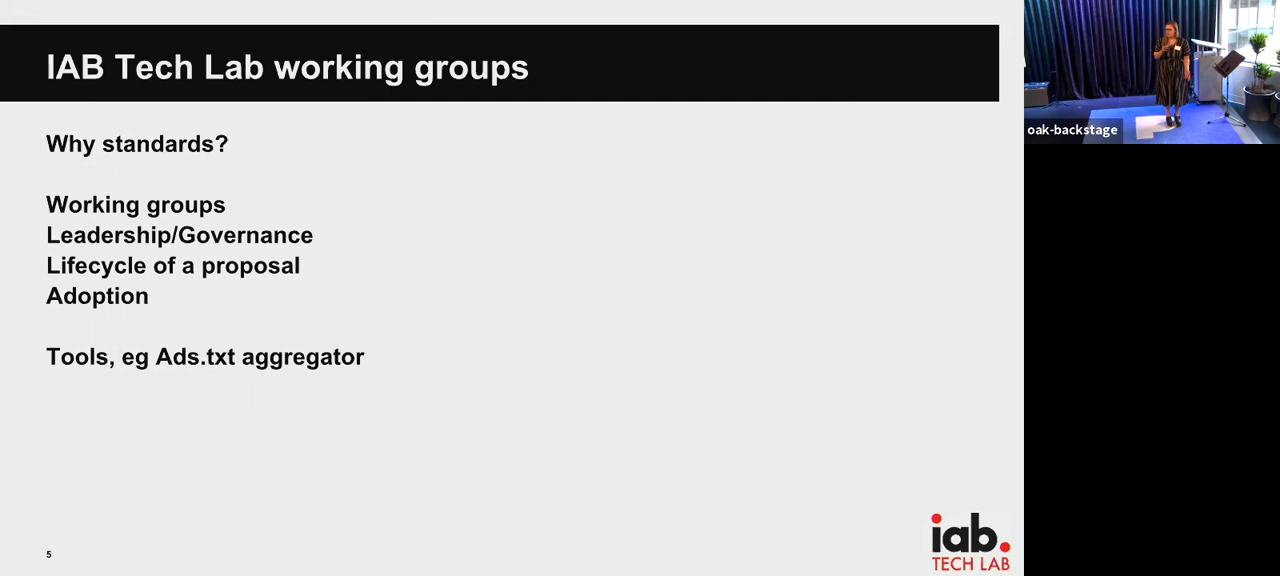 IAB Tech Lab working groups
Why standards?
Working groups
Leadership/Governance
Lifecycle of a proposal
Adoption
Tools, eg Ads.txt aggregator
5
iab.
TECH LAB
oak-backstage